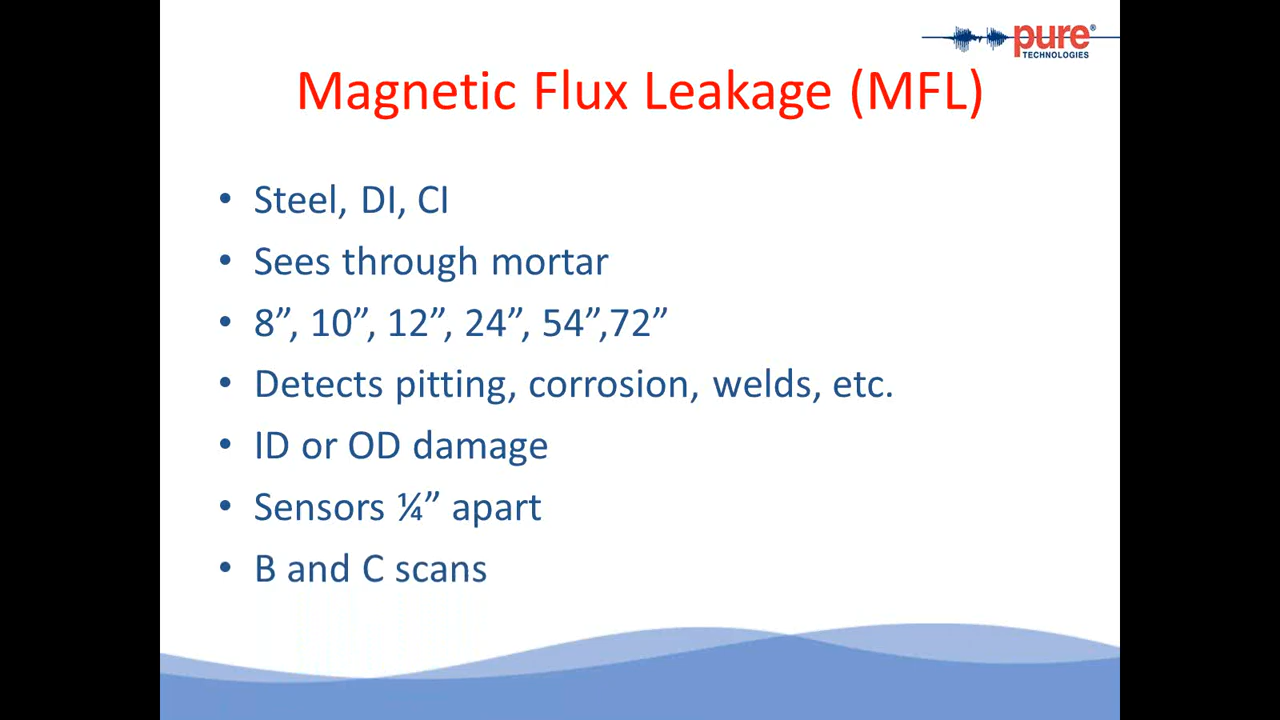 pure®
TECHNOLOGIES
Magnetic Flux Leakage (MFL)
• Steel, DI, CI
• Sees through mortar
• 8”, 10”, 12”, 24”, 54”,72”
• Detects pitting, corrosion, welds, etc.
• ID or OD damage
• Sensors ¼” apart
• B and C scans